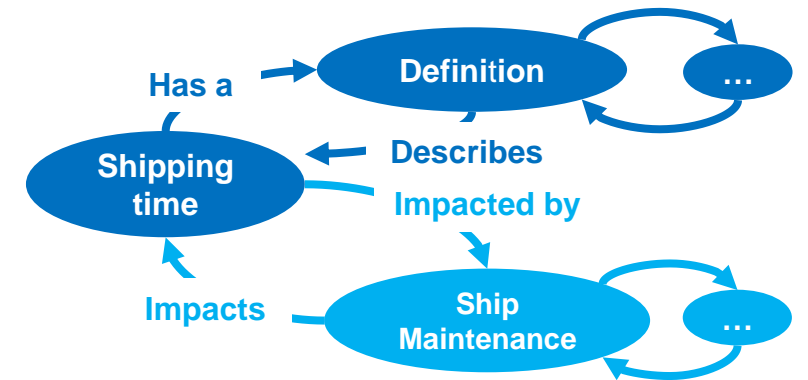 Definition
...
Has a
Describes
Shipping
time
Impacted by
Impacts
Ship
Maintenance
...